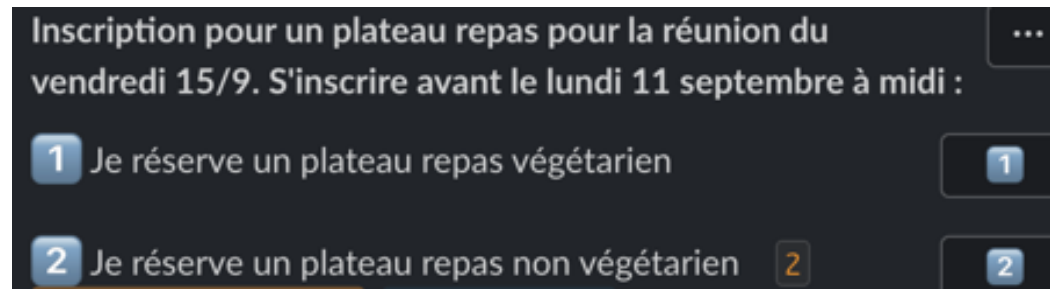 Inscription pour un plateau repas pour la réunion du ...
vendredi 15/9. S'inscrire avant le lundi 11 septembre à midi :
1 Je réserve un plateau repas végétarien 1
2 Je réserve un plateau repas non végétarien 2 2